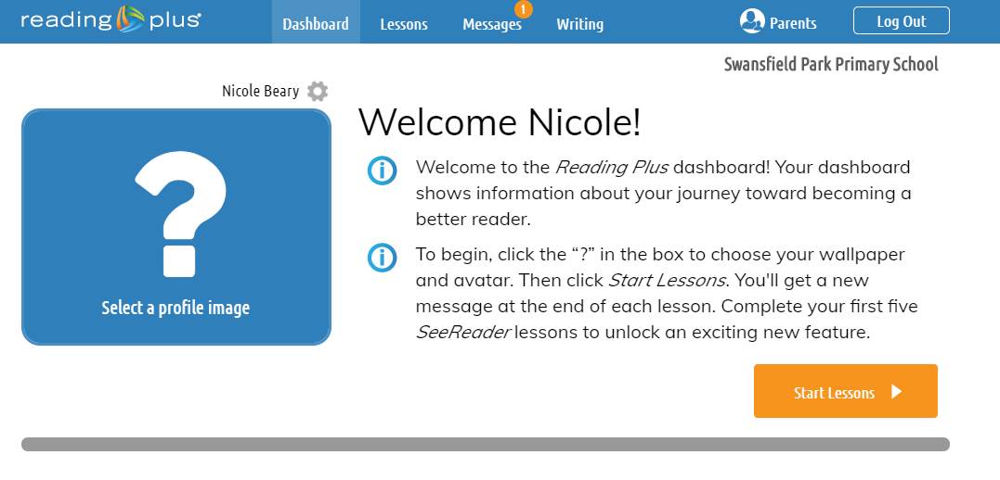 reading plus
Dashboard
Lessons
Messages
1
Writing
Parents
Log Out
Swansfield Park Primary School
Nicole Beary
?
Select a profile image
Welcome Nicole!
i
Welcome to the Reading Plus dashboard! Your dashboard
shows information about your journey toward becoming a
better reader.
i
To begin, click the “?” in the box to choose your wallpaper
and avatar. Then click Start Lessons. You'll get a new
message at the end of each lesson. Complete your first five
SeeReader lessons to unlock an exciting new feature.
Start Lessons